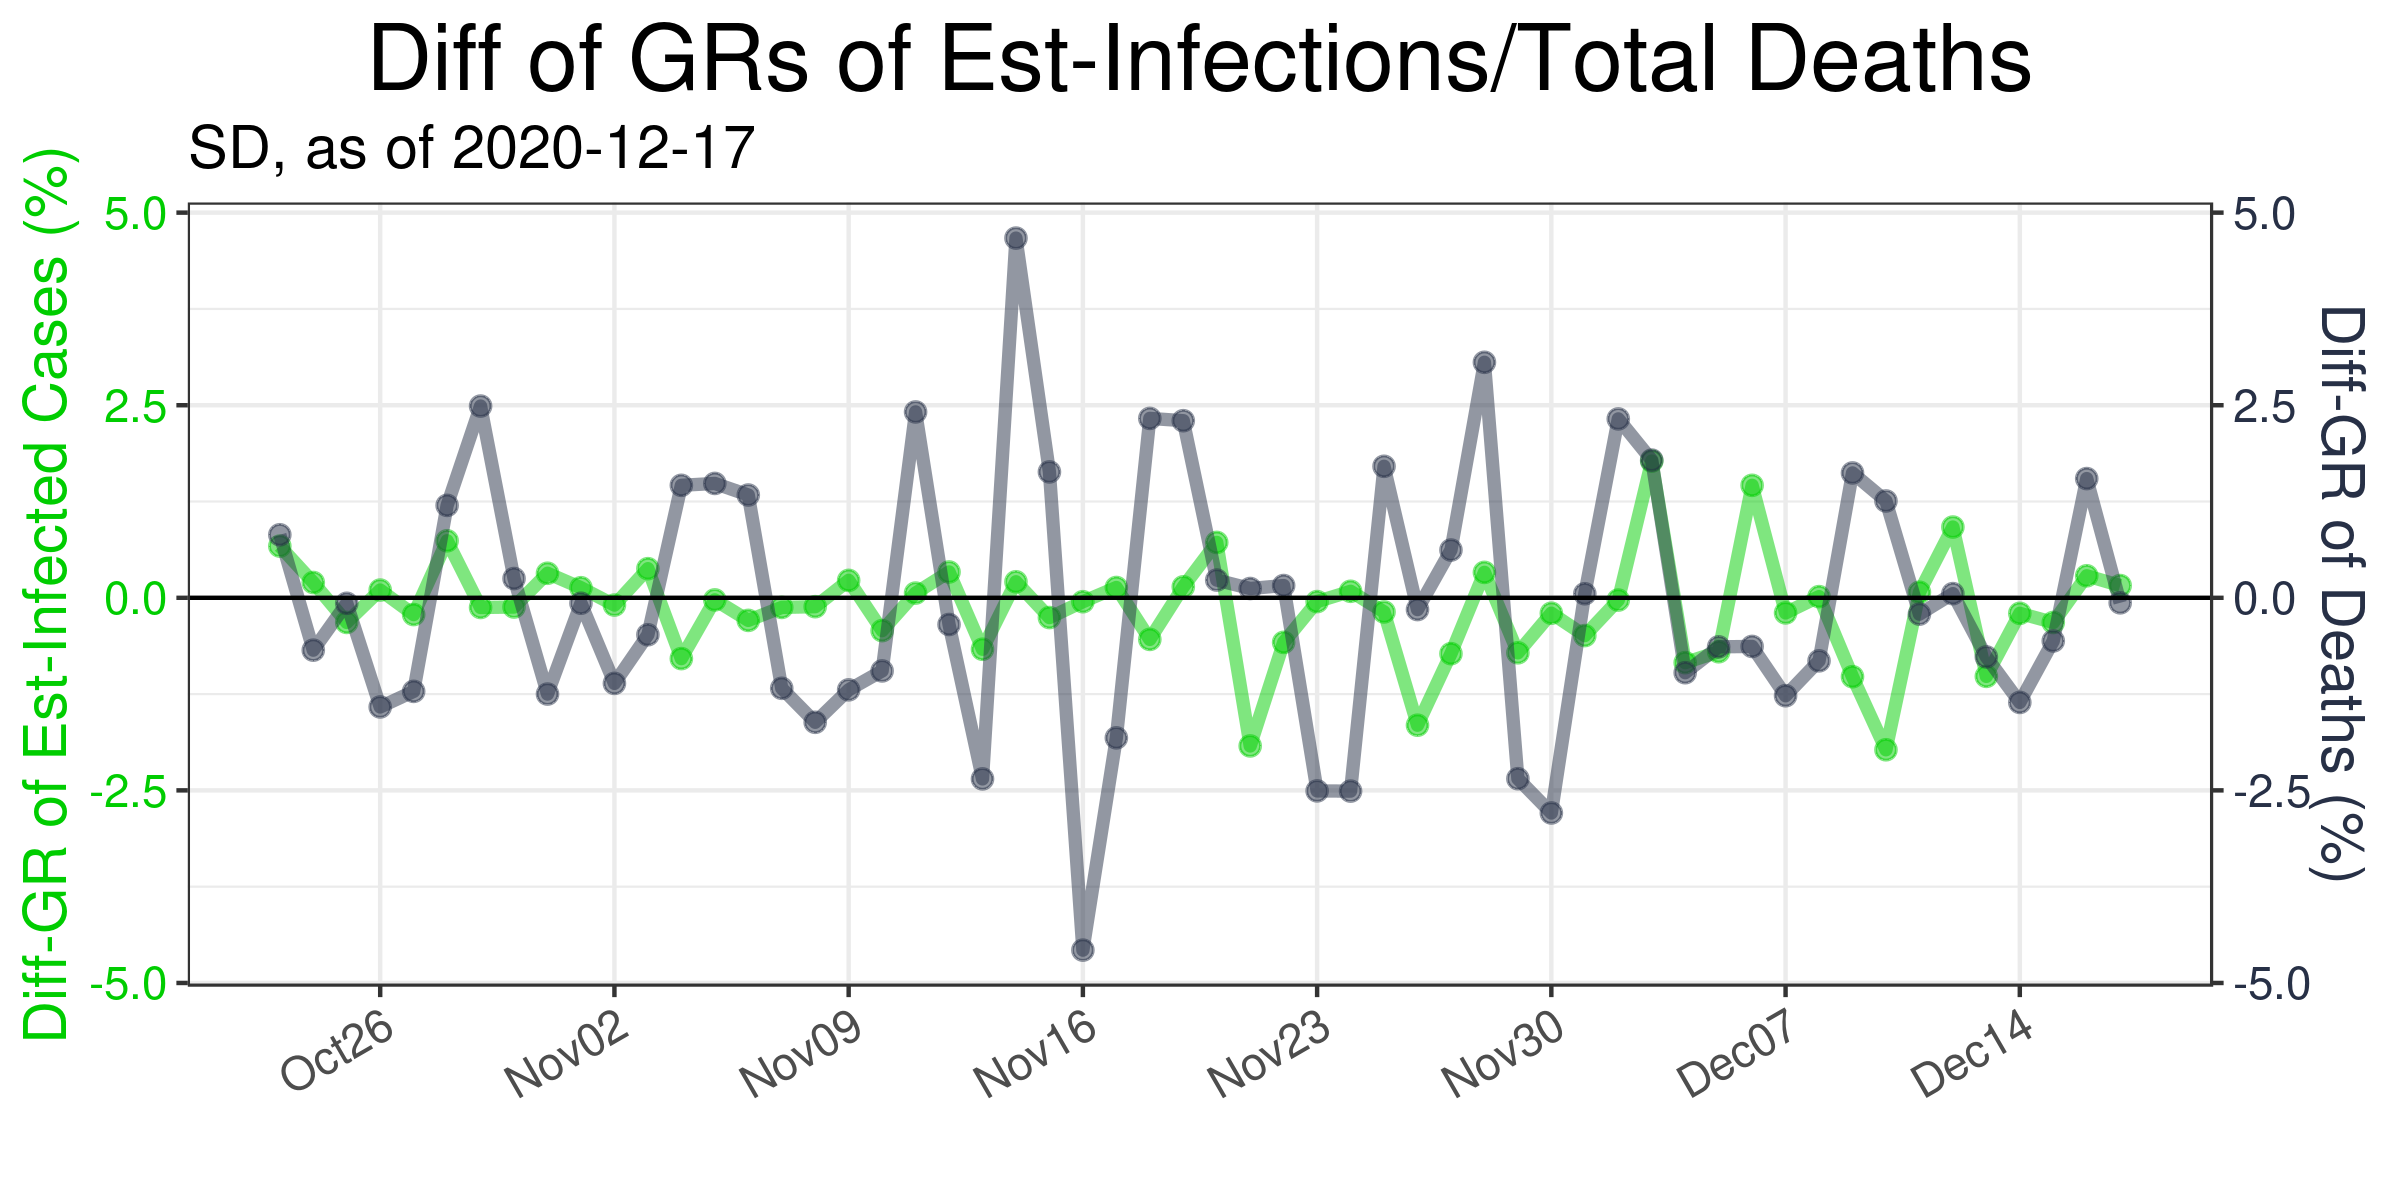 Diff of GRs of Est-Infections/Total Deaths
SD, as of 2020-12-17
Diff-GR of Est-Infected Cases (%)
5.0
2.5
0.0
-2.5
-5.0
5.0
2.5
0.0
-2.5
-5.0
Diff-GR of Deaths (%)
Oct26
Nov02
Nov09
Nov16
Nov23
Nov30
Dec07
Dec14